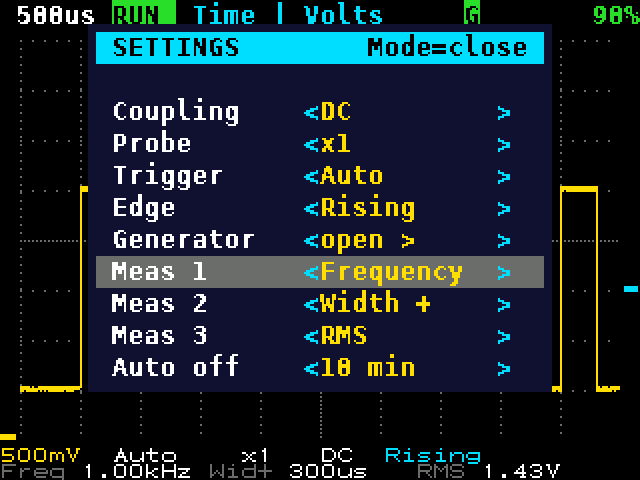 500us RUN Time | Volts G 90%
SETTINGS Mode=close
Coupling <DC >
Probe <x1 >
Trigger <Auto >
Edge <Rising >
Generator <open > >
Meas 1 <Frequency >
Meas 2 <Width + >
Meas 3 <RMS >
Auto off <10 min >
500mV Auto x1 DC Rising
Freq 1.00kHz Wid+ 300us RMS 1.43V